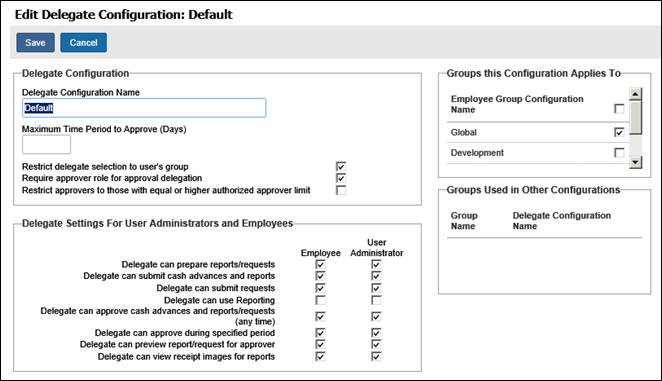 Edit Delegate Configuration: Default
Save
Cancel
Delegate Configuration
Delegate Configuration Name
Default
Maximum Time Period to Approve (Days)
Restrict delegate selection to user's group
Require approver role for approval delegation
Restrict approvers to those with equal or higher authorized approver limit
Delegate Settings For User Administrators and Employees
Employee
User
Administrator
Delegate can prepare reports/requests
Delegate can submit cash advances and reports
Delegate can submit requests
Delegate can use Reporting
Delegate can approve cash advances and reports/requests
(any time)
Delegate can approve during specified period
Delegate can preview report/request for approver
Delegate can view receipt images for reports
Groups this Configuration Applies To
Employee Group Configuration
Name
Global
Development
Groups Used in Other Configurations
Group
Name
Delegate Configuration
Name